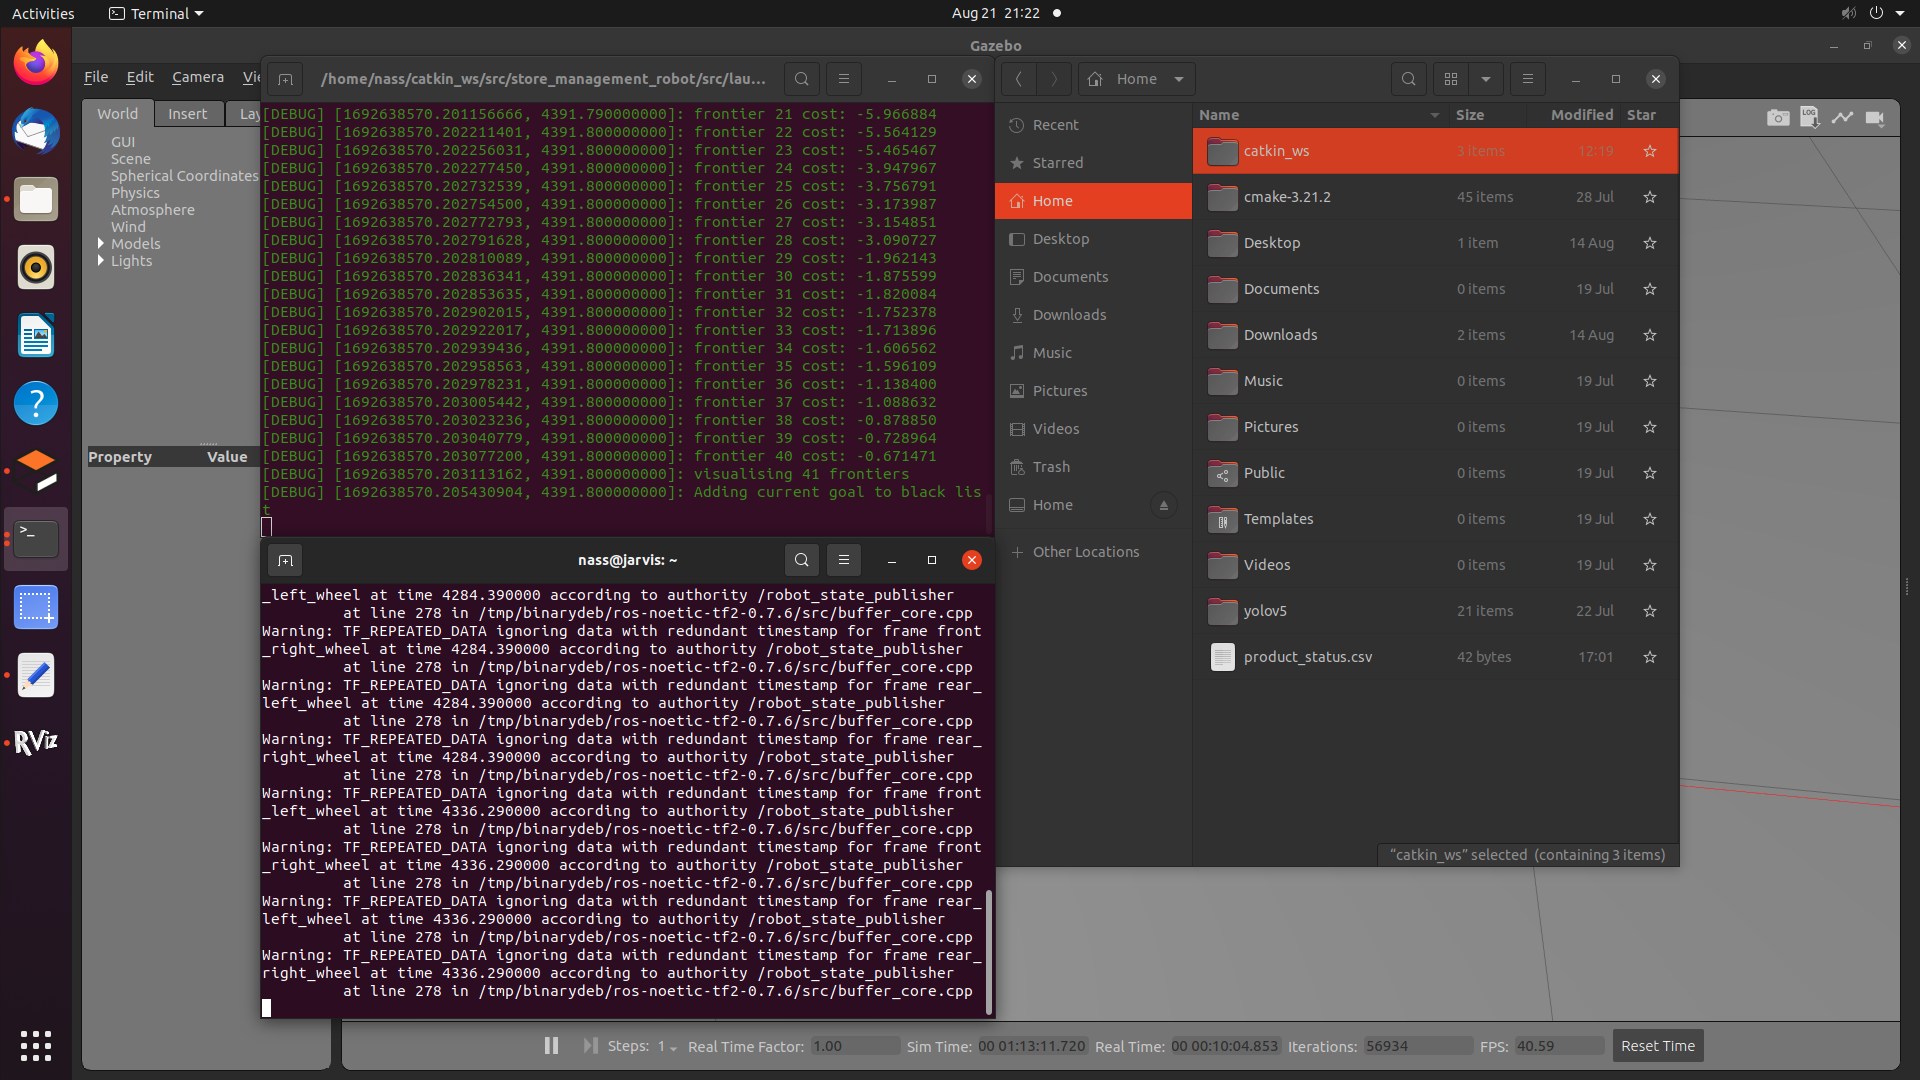 Activities
Terminal
Aug 21 21:22
Gazebo
File Edit Camera Vie
World Insert Lay
GUI
Scene
Spherical Coordinates
Physics
Atmosphere
Wind
Models
Lights
Property Value
/home/nass/catkin_ws/src/store_management_robot/src/lau...
[DEBUG] [1692638570.201156666, 4391.790000000]: frontier 21 cost: -5.966884
[DEBUG] [1692638570.202211401, 4391.800000000]: frontier 22 cost: -5.564129
[DEBUG] [1692638570.202256031, 4391.800000000]: frontier 23 cost: -5.465467
[DEBUG] [1692638570.202277450, 4391.800000000]: frontier 24 cost: -3.947967
[DEBUG] [1692638570.202732539, 4391.800000000]: frontier 25 cost: -3.756791
[DEBUG] [1692638570.202754500, 4391.800000000]: frontier 26 cost: -3.173987
[DEBUG] [1692638570.202772793, 4391.800000000]: frontier 27 cost: -3.154851
[DEBUG] [1692638570.202791628, 4391.800000000]: frontier 28 cost: -3.090727
[DEBUG] [1692638570.202810089, 4391.800000000]: frontier 29 cost: -1.962143
[DEBUG] [1692638570.202836341, 4391.800000000]: frontier 30 cost: -1.875599
[DEBUG] [1692638570.202853635, 4391.800000000]: frontier 31 cost: -1.820084
[DEBUG] [1692638570.202902015, 4391.800000000]: frontier 32 cost: -1.752378
[DEBUG] [1692638570.202922017, 4391.800000000]: frontier 33 cost: -1.713896
[DEBUG] [1692638570.202939436, 4391.800000000]: frontier 34 cost: -1.606562
[DEBUG] [1692638570.202958563, 4391.800000000]: frontier 35 cost: -1.596109
[DEBUG] [1692638570.202978231, 4391.800000000]: frontier 36 cost: -1.138400
[DEBUG] [1692638570.203005442, 4391.800000000]: frontier 37 cost: -1.088632
[DEBUG] [1692638570.203023236, 4391.800000000]: frontier 38 cost: -0.878850
[DEBUG] [1692638570.203040779, 4391.800000000]: frontier 39 cost: -0.728964
[DEBUG] [1692638570.203077200, 4391.800000000]: frontier 40 cost: -0.671471
[DEBUG] [1692638570.203113162, 4391.800000000]: visualising 41 frontiers
[DEBUG] [1692638570.205430904, 4391.800000000]: Adding current goal to black lis
t
nass@jarvis: ~
_left_wheel at time 4284.390000 according to authority /robot_state_publisher
at line 278 in /tmp/binarydeb/ros-noetic-tf2-0.7.6/src/buffer_core.cpp
Warning: TF_REPEATED_DATA ignoring data with redundant timestamp for frame front
_right_wheel at time 4284.390000 according to authority /robot_state_publisher
at line 278 in /tmp/binarydeb/ros-noetic-tf2-0.7.6/src/buffer_core.cpp
Warning: TF_REPEATED_DATA ignoring data with redundant timestamp for frame rear_
left_wheel at time 4284.390000 according to authority /robot_state_publisher
at line 278 in /tmp/binarydeb/ros-noetic-tf2-0.7.6/src/buffer_core.cpp
Warning: TF_REPEATED_DATA ignoring data with redundant timestamp for frame rear_
right_wheel at time 4284.390000 according to authority /robot_state_publisher
at line 278 in /tmp/binarydeb/ros-noetic-tf2-0.7.6/src/buffer_core.cpp
Warning: TF_REPEATED_DATA ignoring data with redundant timestamp for frame front
_left_wheel at time 4336.290000 according to authority /robot_state_publisher
at line 278 in /tmp/binarydeb/ros-noetic-tf2-0.7.6/src/buffer_core.cpp
Warning: TF_REPEATED_DATA ignoring data with redundant timestamp for frame front
_right_wheel at time 4336.290000 according to authority /robot_state_publisher
at line 278 in /tmp/binarydeb/ros-noetic-tf2-0.7.6/src/buffer_core.cpp
Warning: TF_REPEATED_DATA ignoring data with redundant timestamp for frame rear_
left_wheel at time 4336.290000 according to authority /robot_state_publisher
at line 278 in /tmp/binarydeb/ros-noetic-tf2-0.7.6/src/buffer_core.cpp
Warning: TF_REPEATED_DATA ignoring data with redundant timestamp for frame rear_
right_wheel at time 4336.290000 according to authority /robot_state_publisher
at line 278 in /tmp/binarydeb/ros-noetic-tf2-0.7.6/src/buffer_core.cpp
Home
Recent
Starred
Home
Desktop
Documents
Downloads
Music
Pictures
Videos
Trash
Home
+ Other Locations
Name Size Modified Star
catkin_ws 3 items 12:19
cmake-3.21.2 45 items 28 Jul
Desktop 1 item 14 Aug
Documents 0 items 19 Jul
Downloads 2 items 14 Aug
Music 0 items 19 Jul
Pictures 0 items 19 Jul
Public 0 items 19 Jul
Templates 0 items 19 Jul
Videos 0 items 19 Jul
yolov5 21 items 22 Jul
product_status.csv 42 bytes 17:01
“catkin_ws” selected (containing 3 items)
LOG
RViz
Steps: 1 Real Time Factor: 1.00 Sim Time: 00 01:13:11.720 Real Time: 00 00:10:04.853 Iterations: 56934 FPS: 40.59 Reset Time